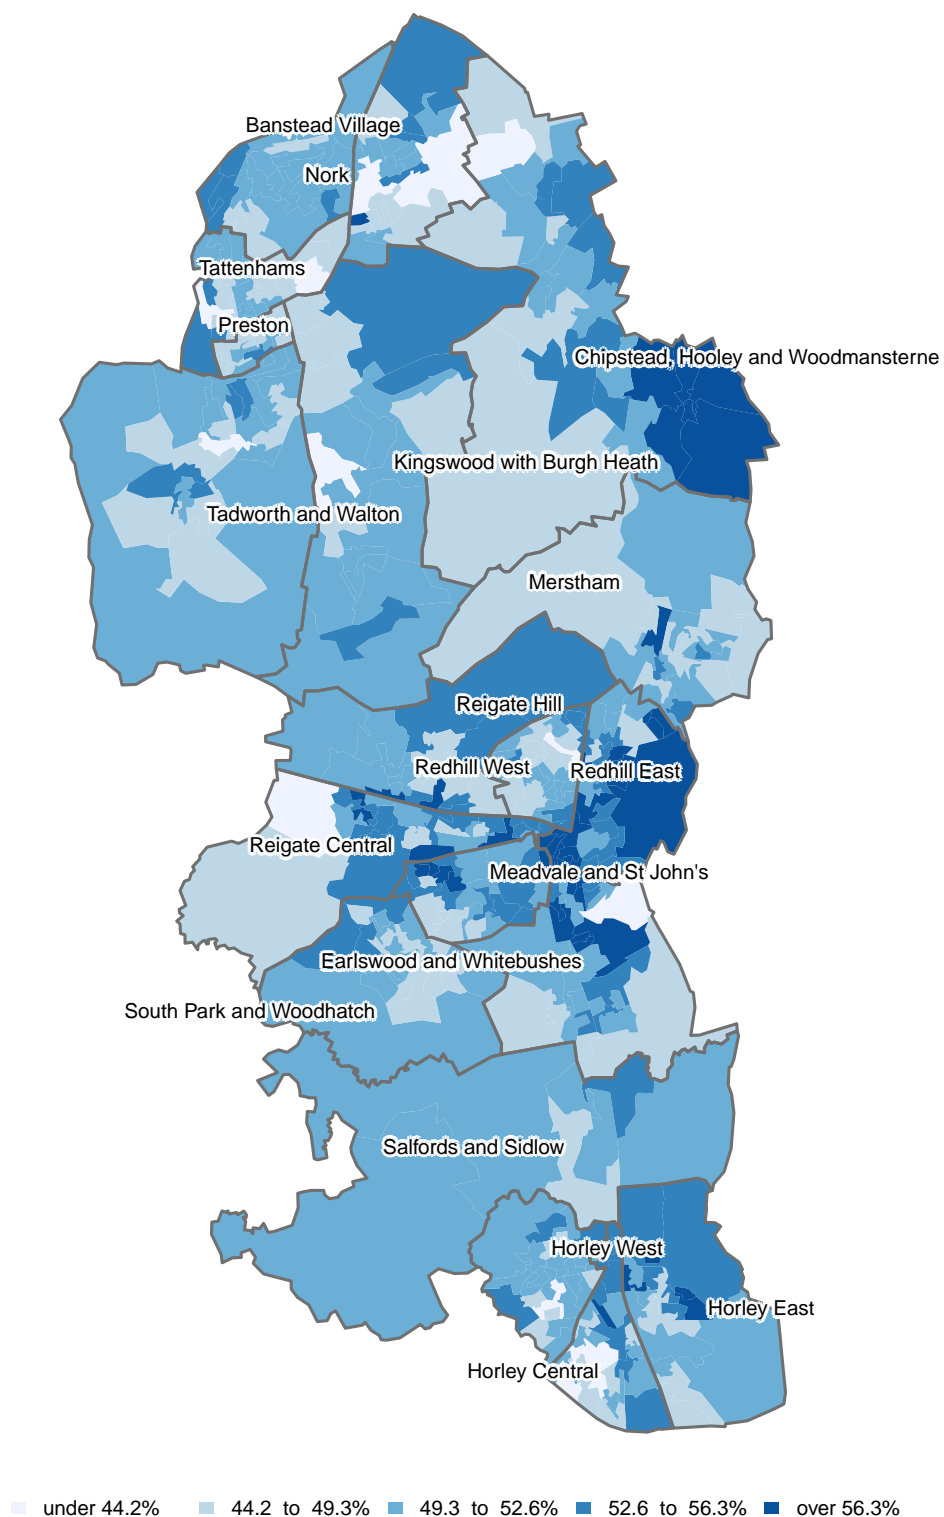 Banstead Village
Nork
Tattenhams
Preston
Chipstead, Hooley and Woodmansterne
Kingswood with Burgh Heath
Tadworth and Walton
Merstham
Reigate Hill
Redhill West
Redhill East
Reigate Central
Meadvale and St John's
Earlswood and Whitebushes
South Park and Woodhatch
Salfords and Sidlow
Horley West
Horley East
Horley Central
under 44.2% 44.2 to 49.3% 49.3 to 52.6% 52.6 to 56.3% over 56.3%